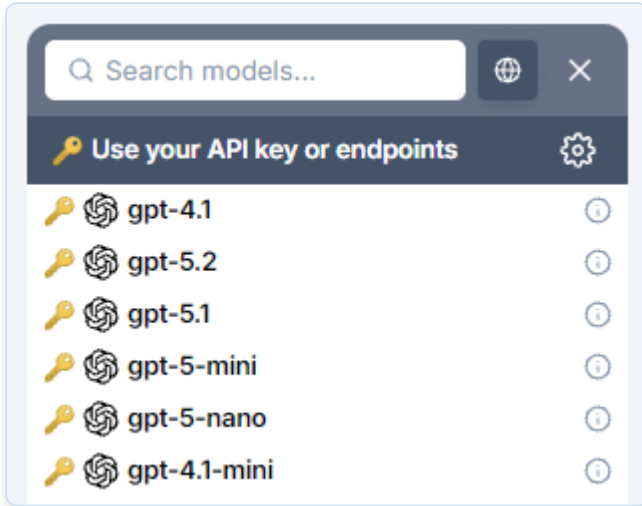 Search models...
Use your API key or endpoints
gpt-4.1
gpt-5.2
gpt-5.1
gpt-5-mini
gpt-5-nano
gpt-4.1-mini